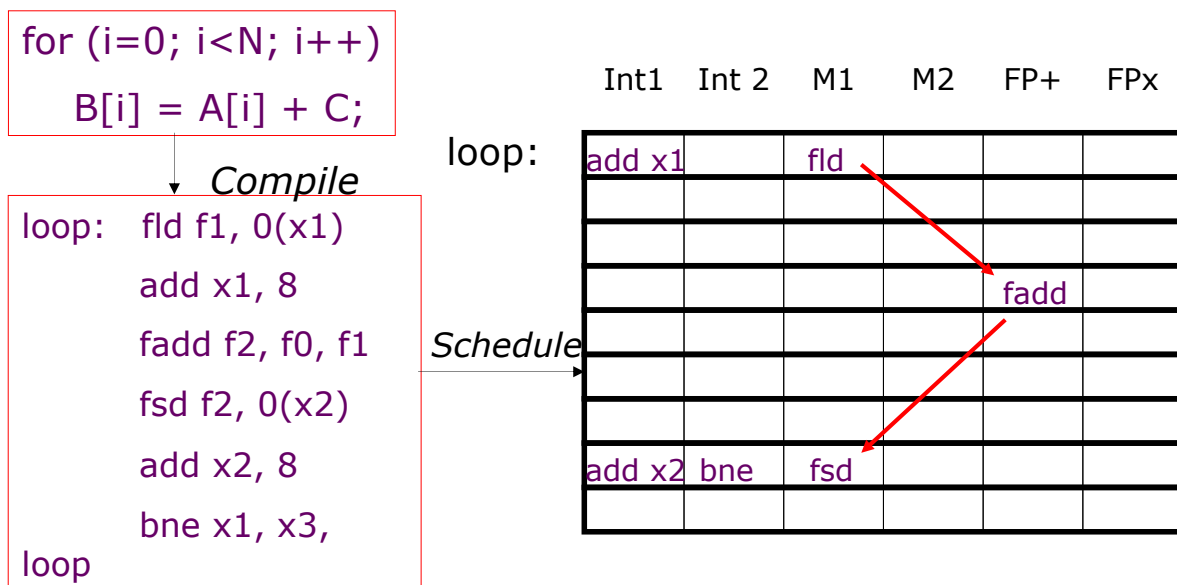 for (i=0; i<N; i++)
B[i] = A[i] + C;
Compile
loop: fld f1, 0(x1)
add x1, 8
fadd f2, f0, f1
fsd f2, 0(x2)
add x2, 8
bne x1, x3,
loop
Schedule
Int1 Int 2 M1 M2 FP+ FPx
loop: add x1 fld
fadd
add x2 bne fsd